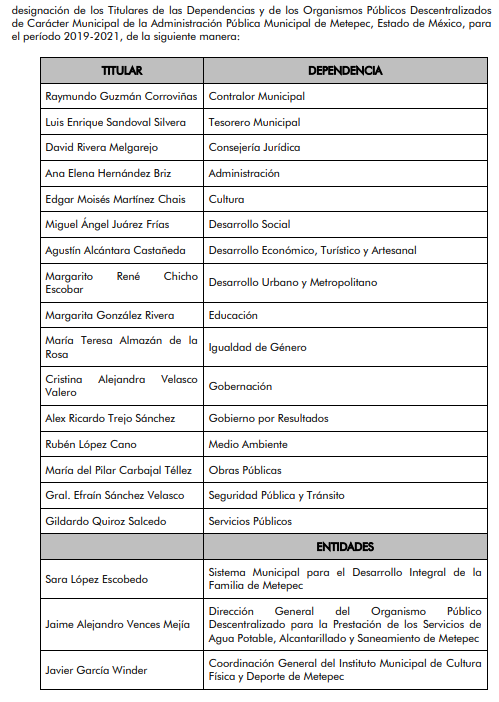 designación de los Titulares de las Dependencias y de los Organismos Públicos Descentralizados
de Carácter Municipal de la Administración Pública Municipal de Metepec, Estado de México, para
el período 2019-2021, de la siguiente manera:
TITULAR DEPENDENCIA
Raymundo Guzmán Corroviñas Contralor Municipal
Luis Enrique Sandoval Silvera Tesorero Municipal
David Rivera Melgarejo Consejería Jurídica
Ana Elena Hernández Briz Administración
Edgar Moisés Martínez Chais Cultura
Miguel Ángel Juárez Frías Desarrollo Social
Agustín Alcántara Castañeda Desarrollo Económico, Turístico y Artesanal
Margarito René Chicho
Escobar
Desarrollo Urbano y Metropolitano
Margarita González Rivera Educación
María Teresa Almazán de la
Rosa
Igualdad de Género
Cristina Alejandra Velasco
Valero
Gobernación
Alex Ricardo Trejo Sánchez Gobierno por Resultados
Rubén López Cano Medio Ambiente
María del Pilar Carbajal Téllez Obras Públicas
Gral. Efraín Sánchez Velasco Seguridad Pública y Tránsito
Gildardo Quiroz Salcedo Servicios Públicos
ENTIDADES
Sara López Escobedo
Sistema Municipal para el Desarrollo Integral de la
Familia de Metepec
Jaime Alejandro Vences Mejía
Dirección General del Organismo Público
Descentralizado para la Prestación de los Servicios de
Agua Potable, Alcantarillado y Saneamiento de Metepec
Javier García Winder
Coordinación General del Instituto Municipal de Cultura
Física y Deporte de Metepec